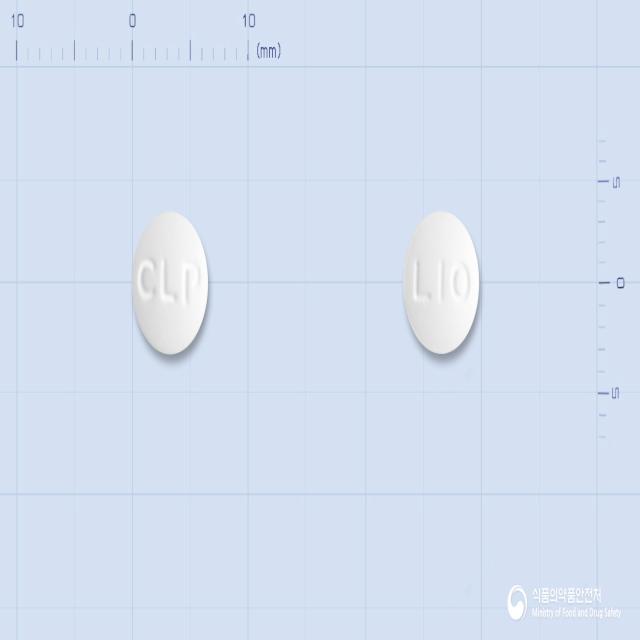 10 0 10
(mm)
5
0
5
CLP
L10
식품의약품안전처
Ministry of Food and Drug Safety